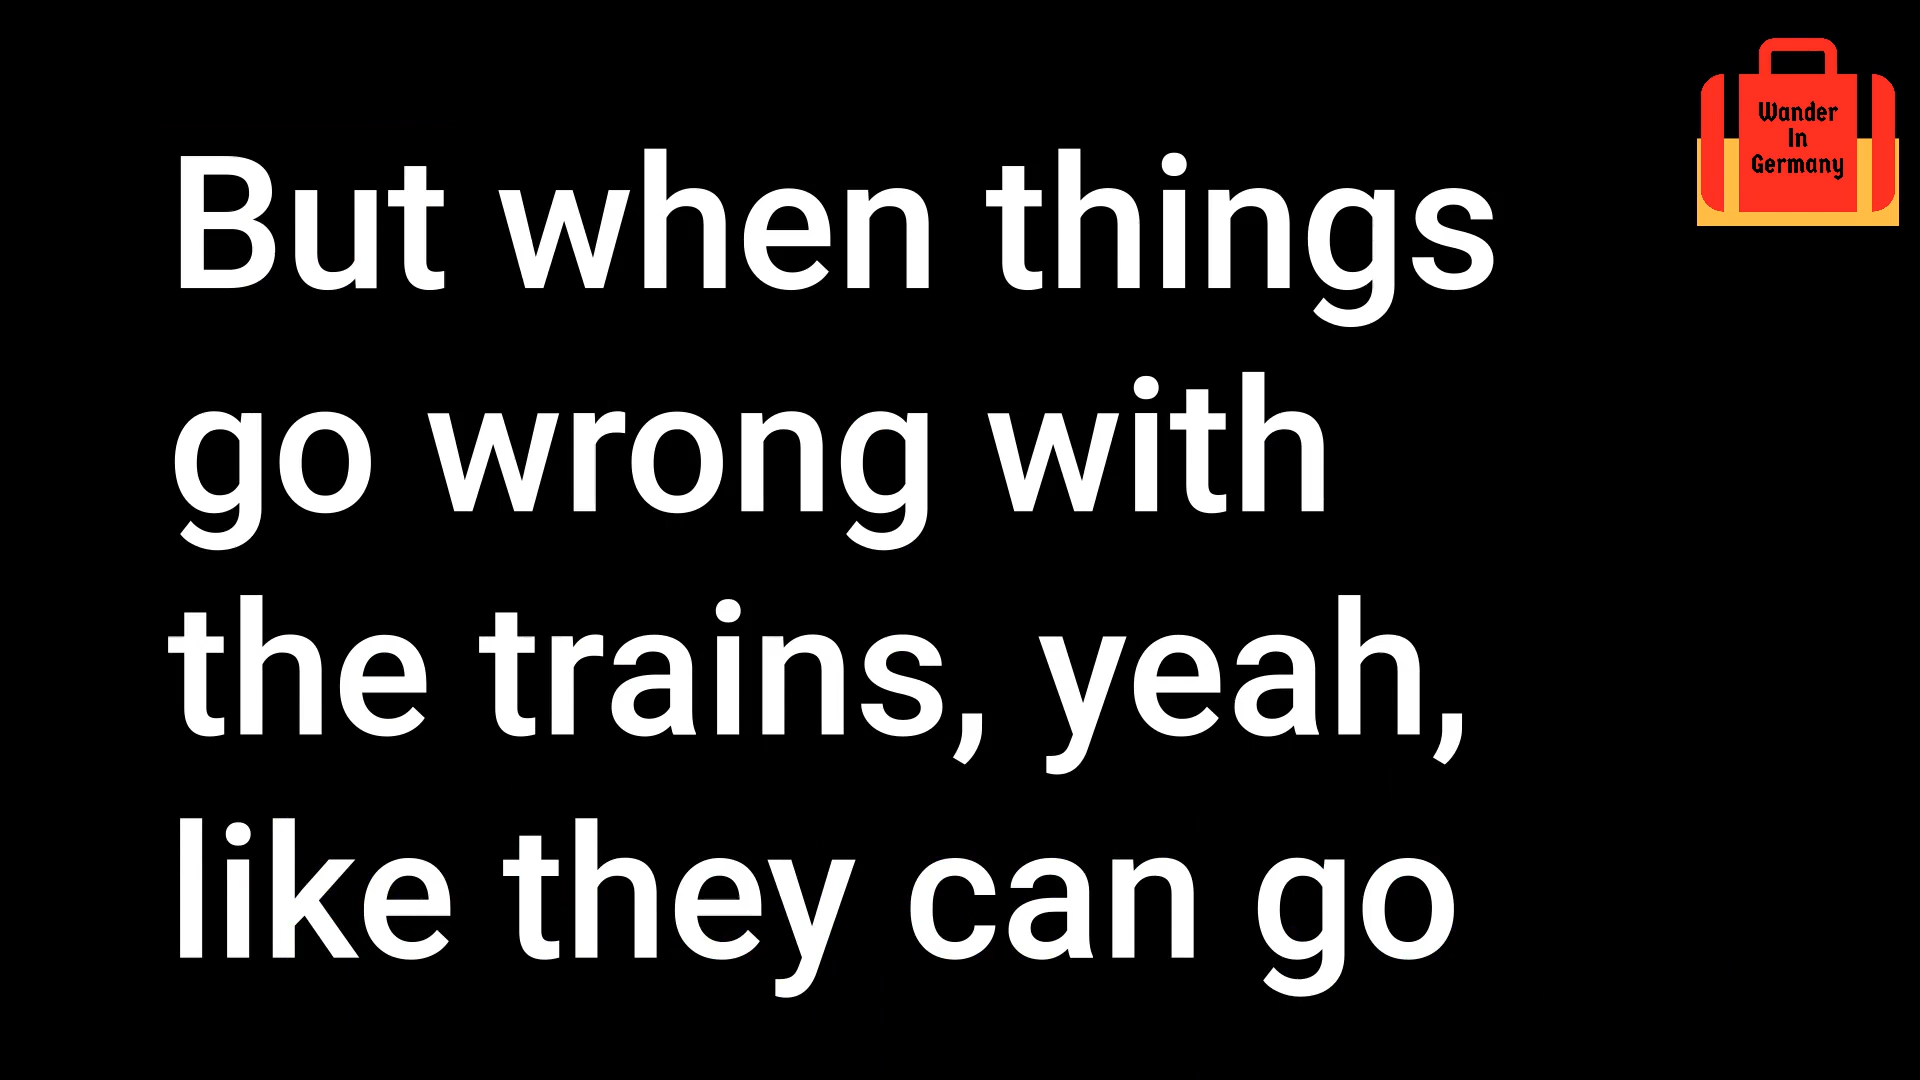 But when things
go wrong with
the trains, yeah,
like they can go
Wander
In
Germany